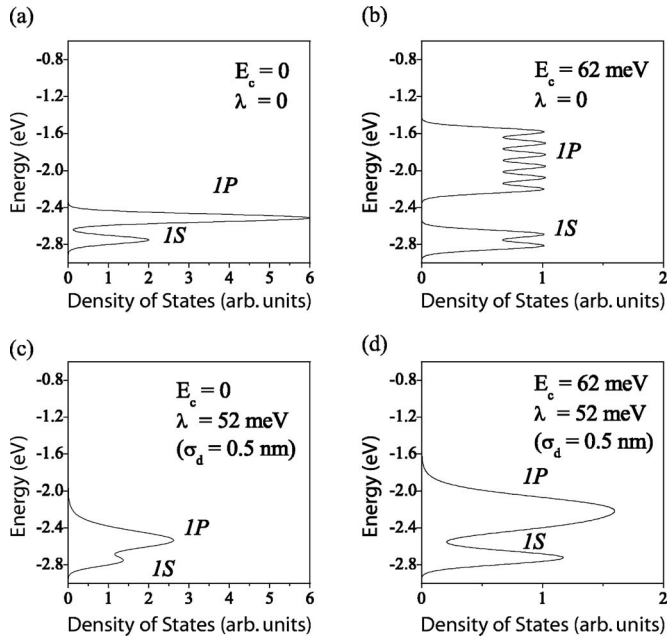 (a)
E_c = 0
λ = 0
1P
1S
-0.8
-1.2
-1.6
-2.0
-2.4
-2.8
Energy (eV)
0 1 2 3 4 5 6
Density of States (arb. units)
(b)
E_c = 62 meV
λ = 0
1P
1S
-0.8
-1.2
-1.6
-2.0
-2.4
-2.8
Energy (eV)
0 1 2
Density of States (arb. units)
(c)
E_c = 0
λ = 52 meV
(σ_d = 0.5 nm)
1P
1S
-0.8
-1.2
-1.6
-2.0
-2.4
-2.8
Energy (eV)
0 1 2 3 4 5 6
Density of States (arb. units)
(d)
E_c = 62 meV
λ = 52 meV
(σ_d = 0.5 nm)
1P
1S
-0.8
-1.2
-1.6
-2.0
-2.4
-2.8
Energy (eV)
0 1 2
Density of States (arb. units)